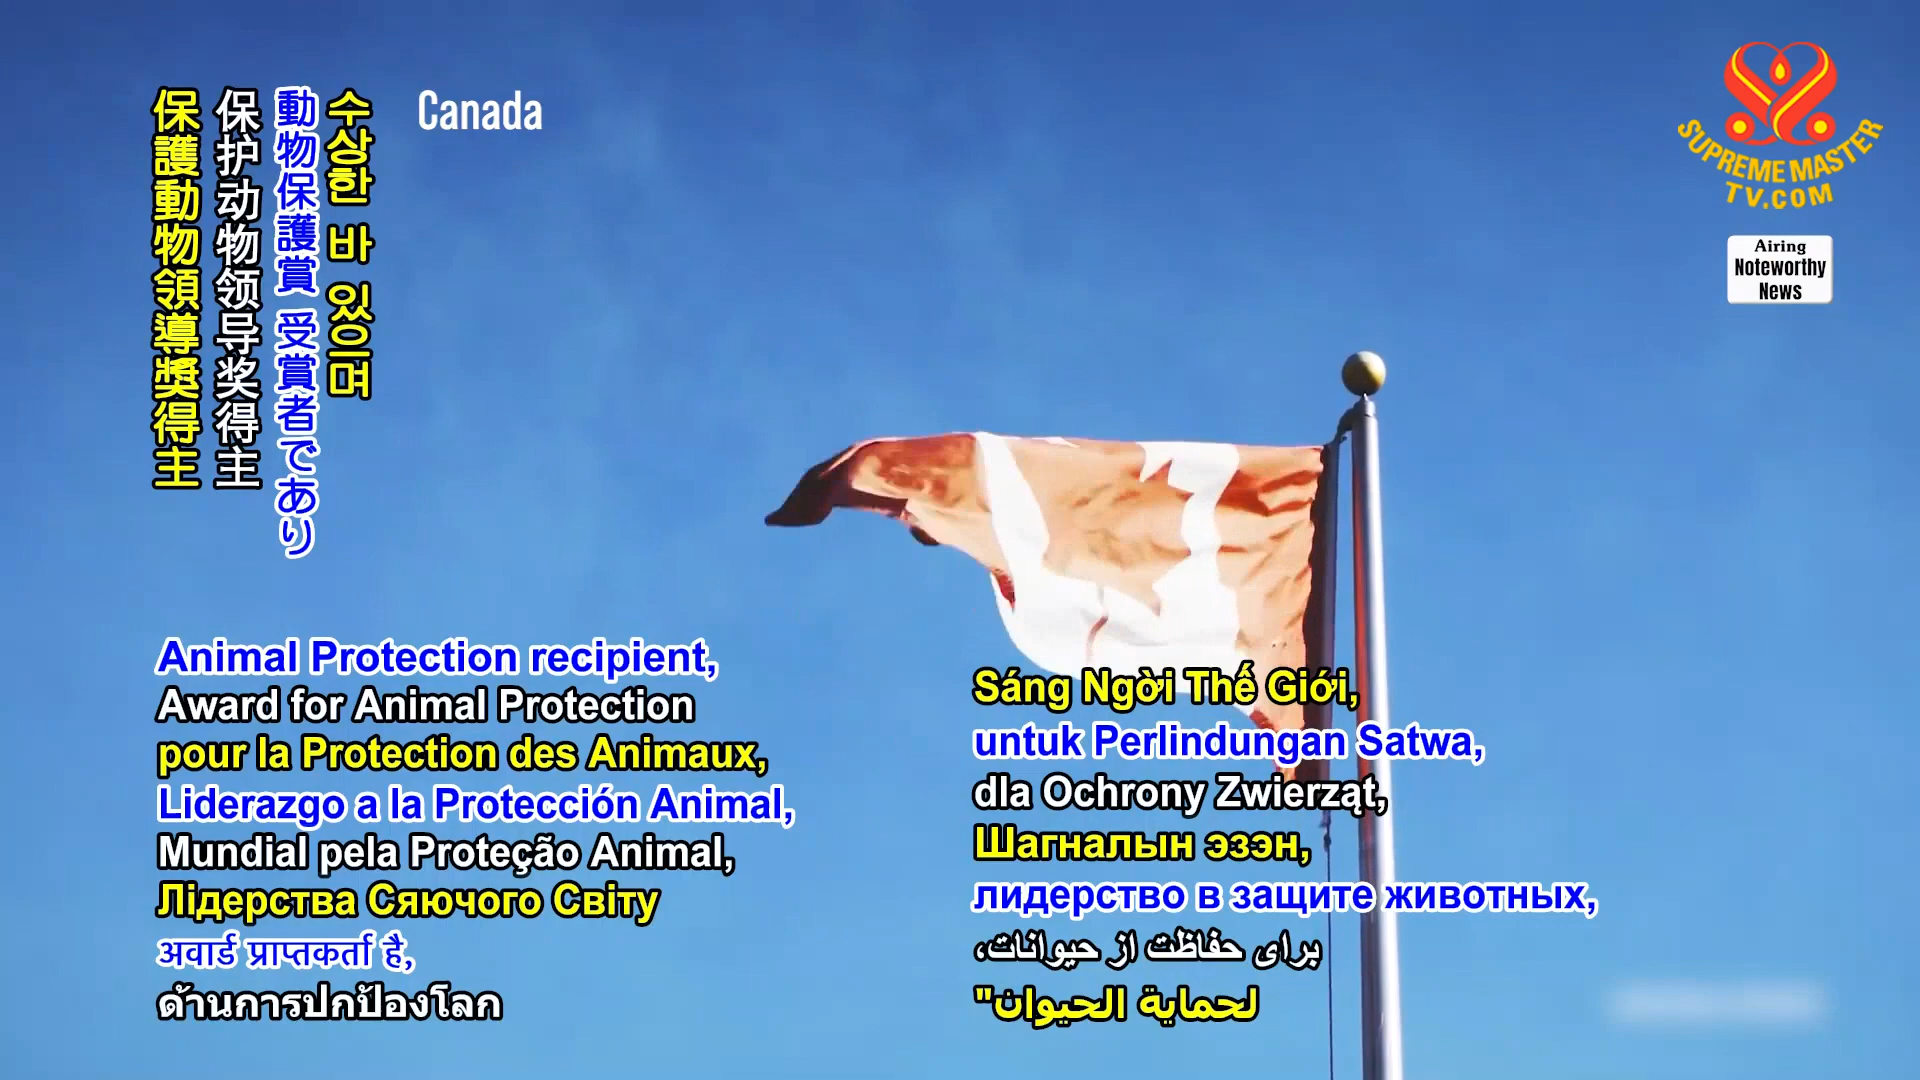 Canada
SUPREME MASTER
TV.COM
Airing
Noteworthy
News
수상한 바 있으며
動物保護賞 受賞者であり
保护动物领导奖得主
保護動物領導獎得主
Animal Protection recipient,
Award for Animal Protection
pour la Protection des Animaux,
Liderazgo a la Protección Animal,
Mundial pela Proteção Animal,
Лідерства Сяючого Світу
अवार्ड प्राप्तकर्ता है,
ด้านการปกป้องโลก
Sáng Ngời Thế Giới,
untuk Perlindungan Satwa,
dla Ochrony Zwierząt,
Шагналын эзэн,
лидерство в защите животных,
برای حفاظت از حیوانات،
لحماية الحيوان"